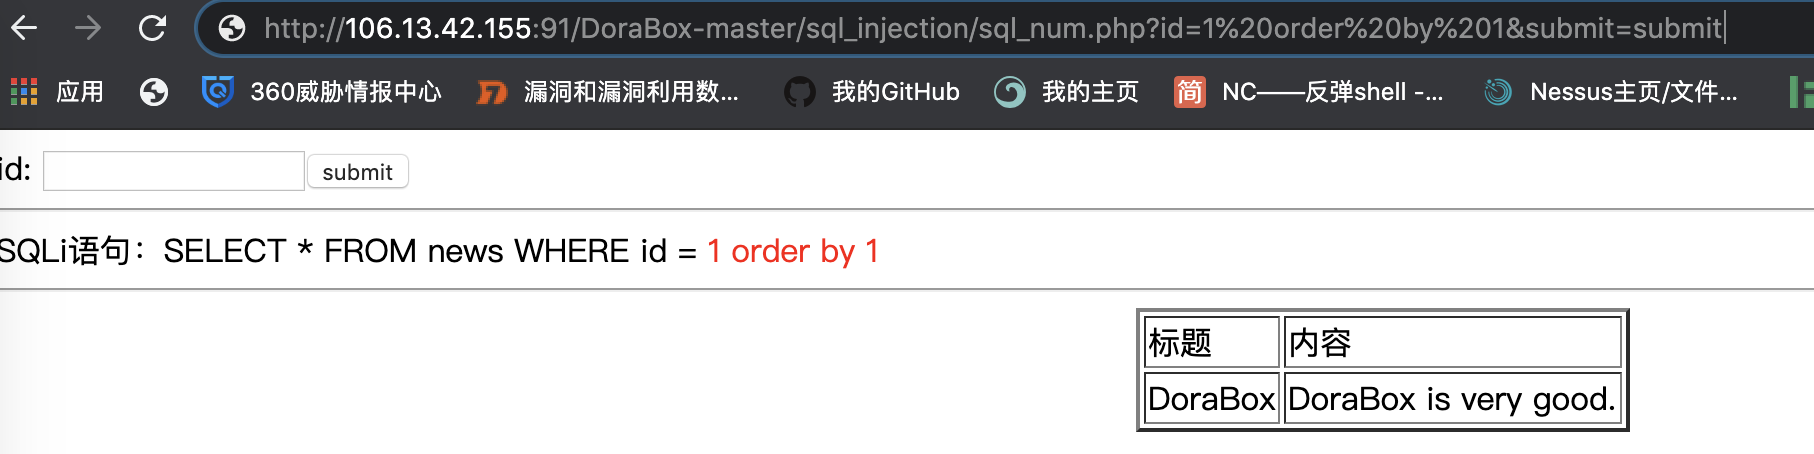 http://106.13.42.155:91/DoraBox-master/sql_injection/sql_num.php?id=1%20order%20by%201&submit=submit
应用 360威胁情报中心 漏洞和漏洞利用数... 我的GitHub 我的主页 简 NC——反弹shell -... Nessus主页/文件...
id: submit
SQLi语句：SELECT * FROM news WHERE id = 1 order by 1
标题 内容
DoraBox DoraBox is very good.